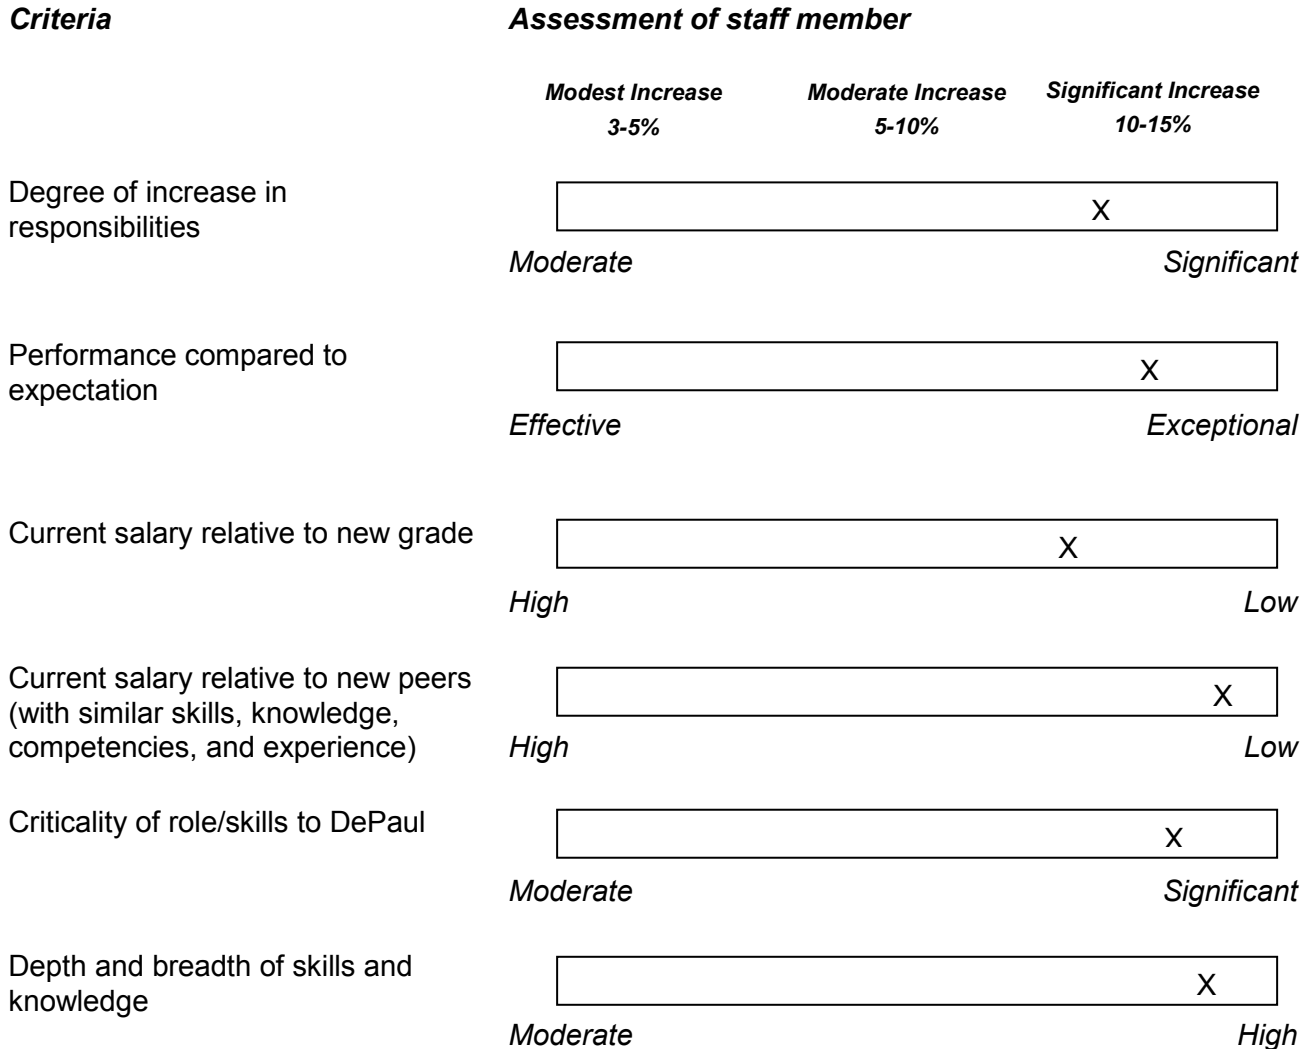 Criteria
Assessment of staff member
Modest Increase
3-5%
Moderate Increase
5-10%
Significant Increase
10-15%
Degree of increase in
responsibilities
X
Moderate
Significant
Performance compared to
expectation
X
Effective
Exceptional
Current salary relative to new grade
X
High
Low
Current salary relative to new peers
(with similar skills, knowledge,
competencies, and experience)
X
High
Low
Criticality of role/skills to DePaul
X
Moderate
Significant
Depth and breadth of skills and
knowledge
X
Moderate
High